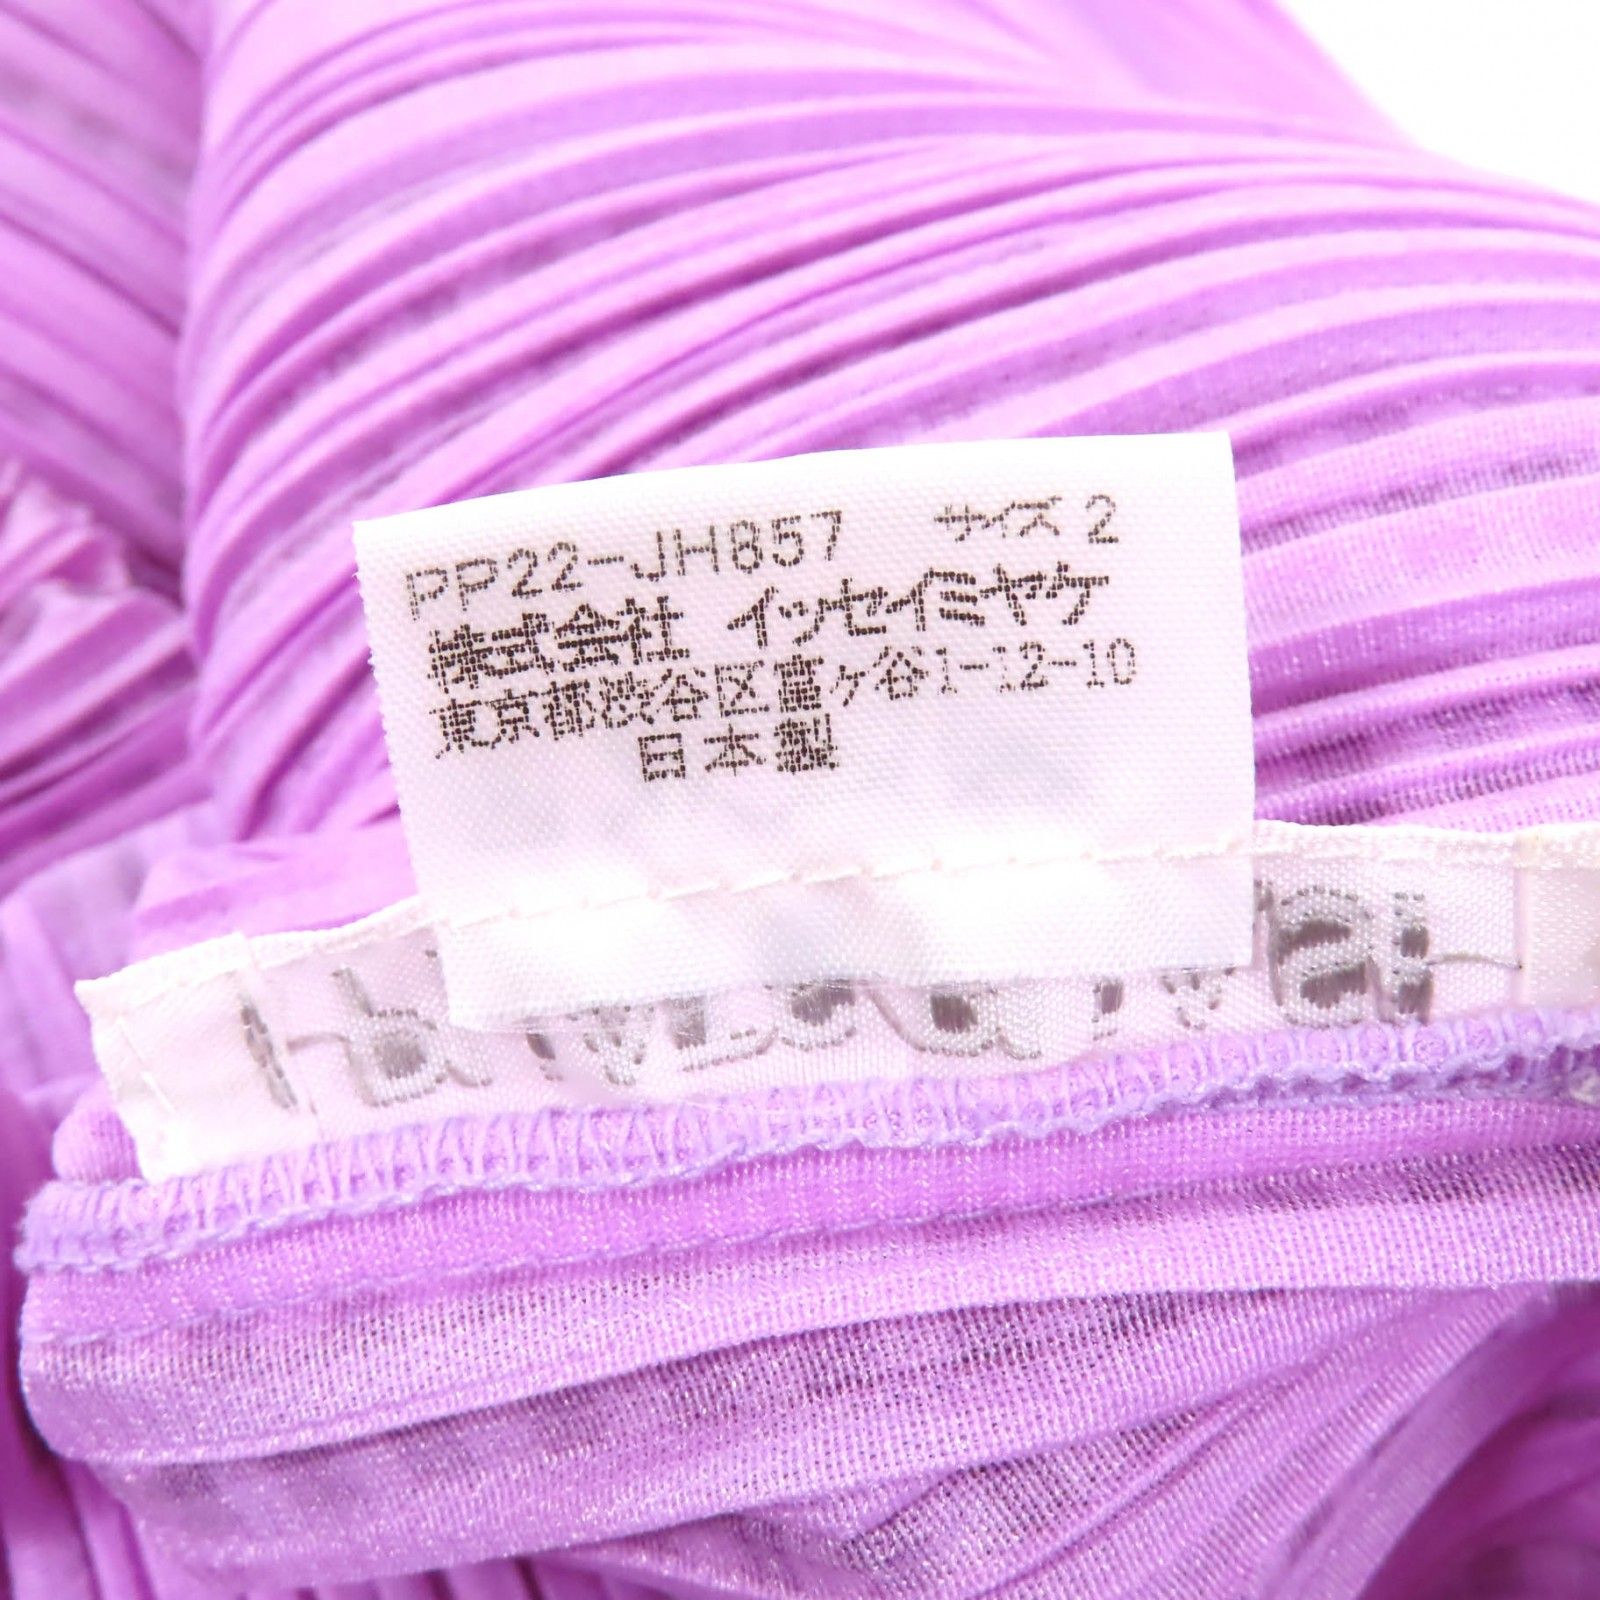 PP22-JH857 サイズ 2
株式会社 イッセイミヤケ
東京都渋谷区富ヶ谷1-12-10
日本製